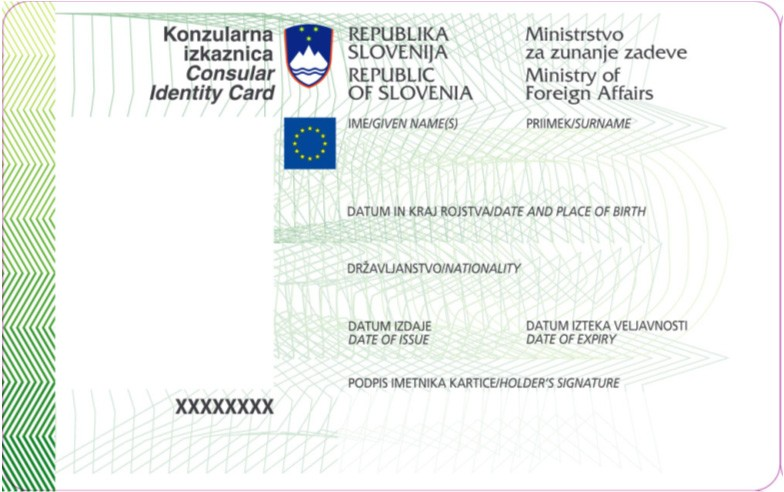 Konzularna
izkaznica
Consular
Identity Card
REPUBLIKA
SLOVENIJA
REPUBLIC
OF SLOVENIA
Ministrstvo
za zunanje zadeve
Ministry of
Foreign Affairs
IME/GIVEN NAME(S)
PRIIMEK/SURNAME
DATUM IN KRAJ ROJSTVA/DATE AND PLACE OF BIRTH
DRŽAVLJANSTVO/NATIONALITY
DATUM IZDAJE
DATE OF ISSUE
DATUM IZTEKA VELJAVNOSTI
DATE OF EXPIRY
PODPIS IMETNIKA KARTICE/HOLDER'S SIGNATURE
XXXXXXXX